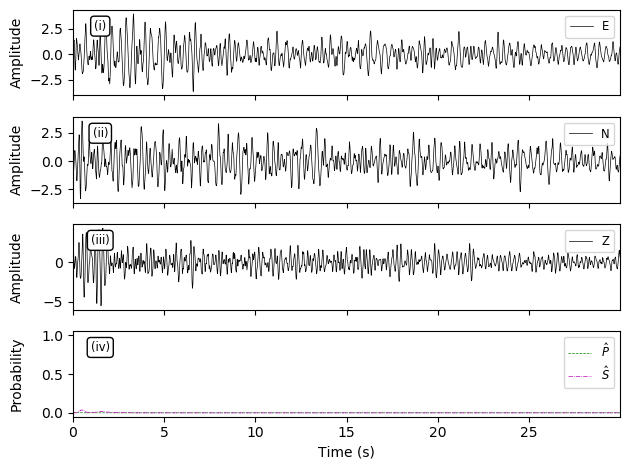 Amplitude
2.5
0.0
−2.5
(i)
E
Amplitude
2.5
0.0
−2.5
(ii)
N
Amplitude
0
−5
(iii)
Z
Probability
1.0
0.5
0.0
(iv)
P̂
Ŝ
0 5 10 15 20 25
Time (s)